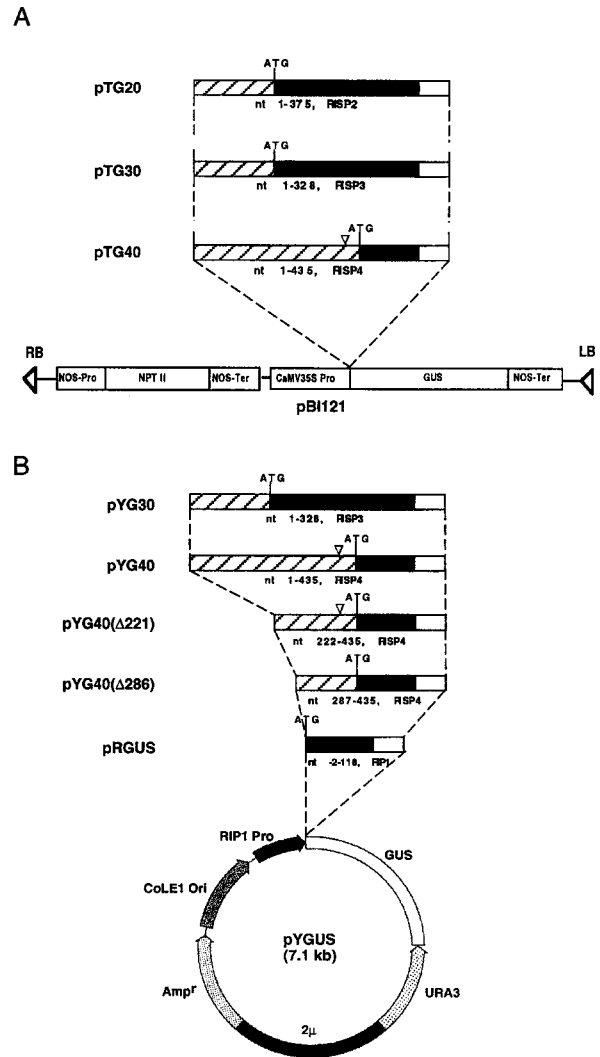 A
ATG
pTG20
nt 1-375, RISP2
ATG
pTG30
nt 1-328, RISP3
ATG
pTG40
nt 1-435, RISP4
RB
LB
NOS-Pro
NPT II
NOS-Ter
CaMV35S Pro
GUS
NOS-Ter
pBI121
B
ATG
pYG30
nt 1-328, RISP3
ATG
pYG40
nt 1-435, RISP4
ATG
pYG40(Δ221)
nt 222-435, RISP4
ATG
pYG40(Δ286)
nt 287-435, RISP4
ATG
pRGUS
nt -2-118, RIP1
RIP1 Pro
GUS
CoLE1 Ori
pYGUS
(7.1 kb)
Ampr
URA3
2μ